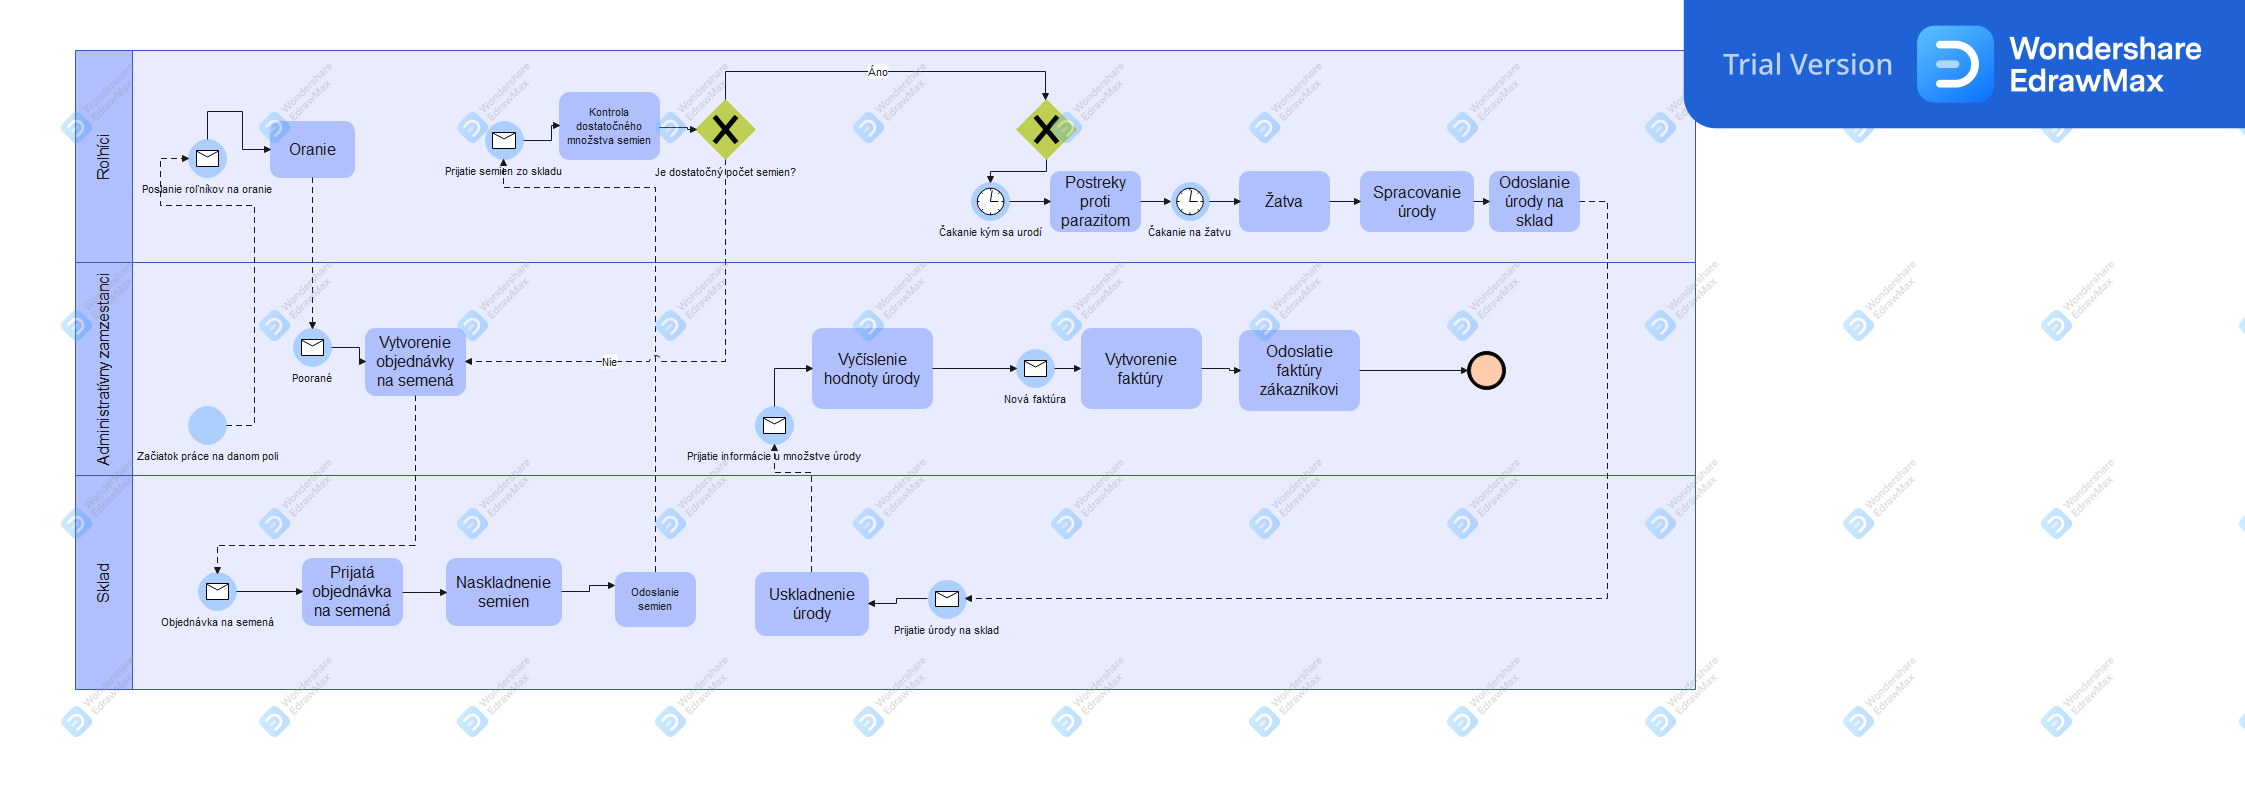 Trial Version
Wondershare
EdrawMax
Roľníci
Áno
Kontrola
dostatočného
množstva semien
Oranie
Poslanie roľníkov na oranie
Prijatie semien zo skladu
Je dostatočný počet semien?
Postreky
proti
parazitom
Žatva
Spracovanie
úrody
Odoslanie
úrody na
sklad
Čakanie kým sa urodí
Čakanie na žatvu
Administratívny zamzestanci
Poorané
Vytvorenie
objednávky
na semená
Nie
Vyčíslenie
hodnoty úrody
Nová faktúra
Vytvorenie
faktúry
Odoslatie
faktúry
zákazníkovi
Začiatok práce na danom poli
Prijatie informácie u množstve úrody
Sklad
Objednávka na semená
Prijatá
objednávka
na semená
Naskladnenie
semien
Odoslanie
semien
Uskladnenie
úrody
Prijatie úrody na sklad